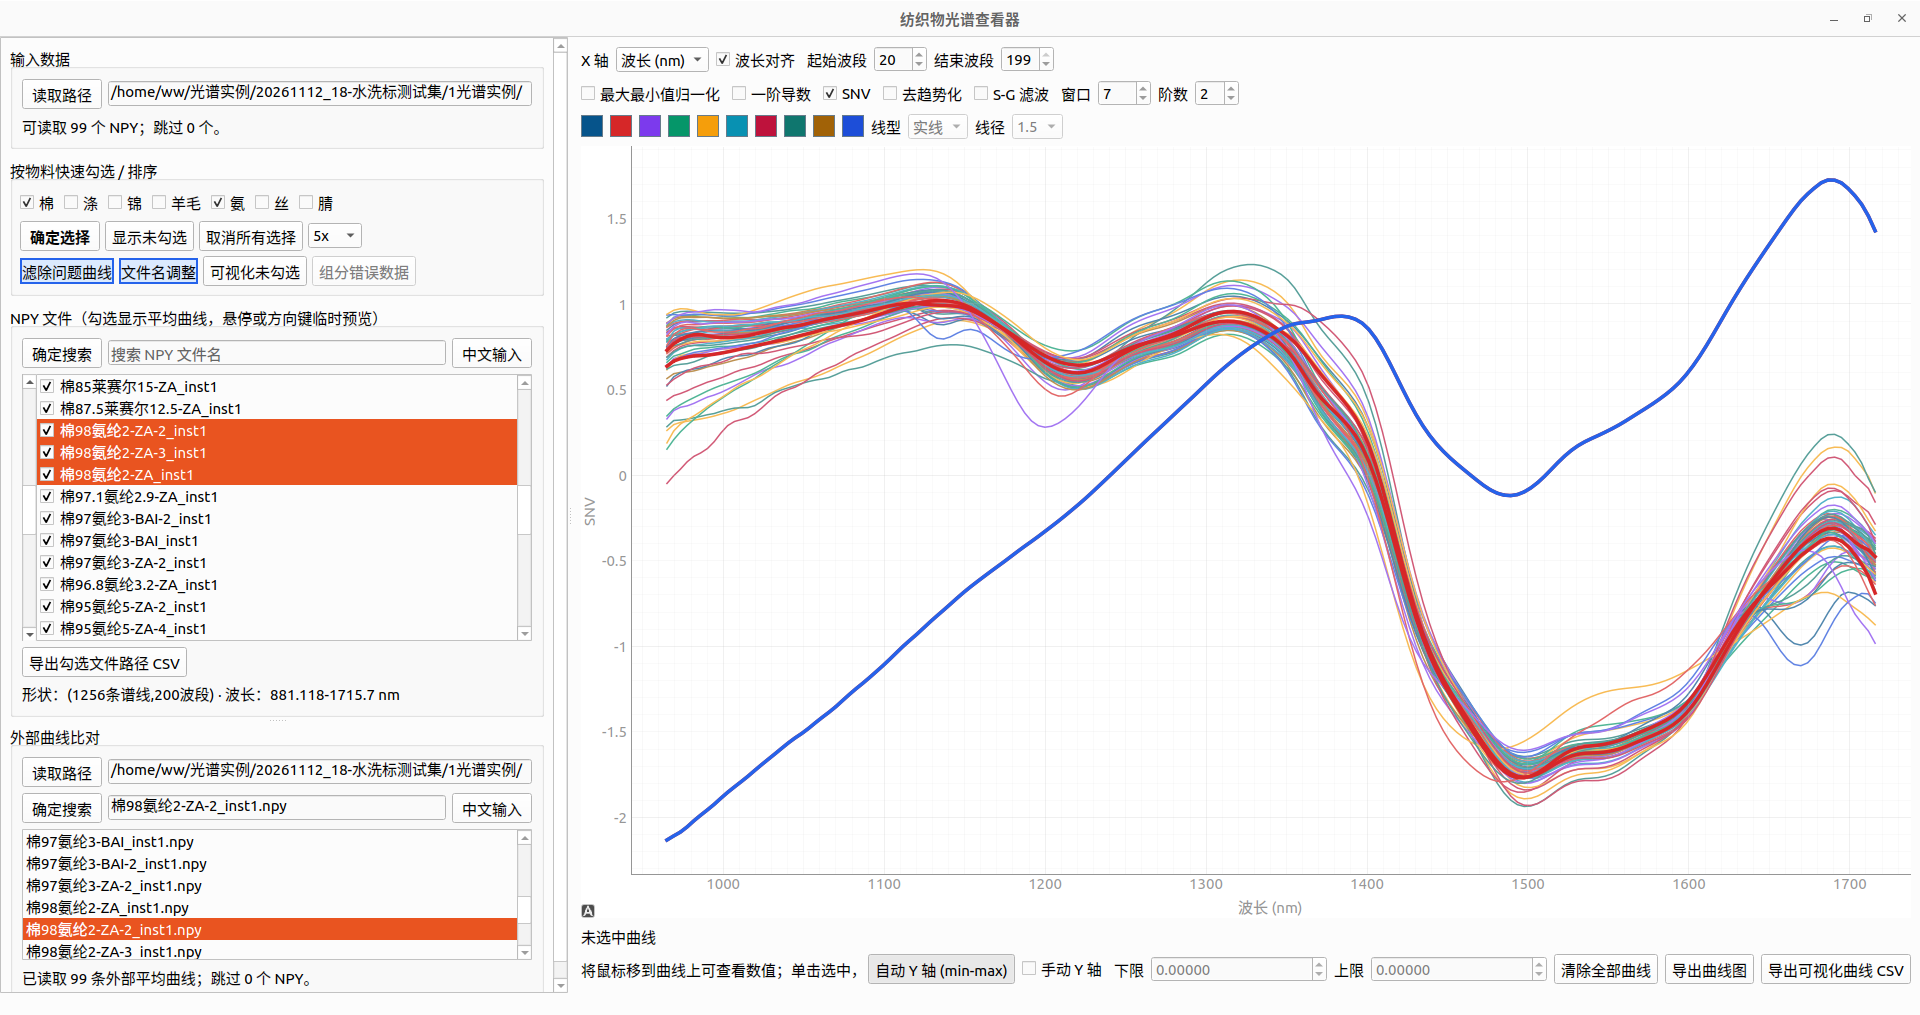 纺织物光谱查看器
输入数据
读取路径 /home/ww/光谱实例/20261112_18-水洗标测试集/1光谱实例/
可读取 99 个 NPY；跳过 0 个。
按物料快速勾选 / 排序
棉 涤 锦 羊毛 氨 丝 腈
确定选择 显示未勾选 取消所有选择 5x
滤除问题曲线 文件名调整 可视化未勾选 组分错误数据
NPY 文件（勾选显示平均曲线，悬停或方向键临时预览）
确定搜索 搜索 NPY 文件名 中文输入
棉85莱赛尔15-ZA_inst1
棉87.5莱赛尔12.5-ZA_inst1
棉98氨纶2-ZA-2_inst1
棉98氨纶2-ZA-3_inst1
棉98氨纶2-ZA_inst1
棉97.1氨纶2.9-ZA_inst1
棉97氨纶3-BAI-2_inst1
棉97氨纶3-BAI_inst1
棉97氨纶3-ZA-2_inst1
棉96.8氨纶3.2-ZA_inst1
棉95氨纶5-ZA-2_inst1
棉95氨纶5-ZA-4_inst1
导出勾选文件路径 CSV
形状：(1256条谱线,200波段) · 波长：881.118-1715.7 nm
外部曲线比对
读取路径 /home/ww/光谱实例/20261112_18-水洗标测试集/1光谱实例/
确定搜索 棉98氨纶2-ZA-2_inst1.npy 中文输入
棉97氨纶3-BAI_inst1.npy
棉97氨纶3-BAI-2_inst1.npy
棉97氨纶3-ZA-2_inst1.npy
棉98氨纶2-ZA_inst1.npy
棉98氨纶2-ZA-2_inst1.npy
棉98氨纶2-ZA-3_inst1.npy
已读取 99 条外部平均曲线；跳过 0 个 NPY。
X 轴 波长 (nm) 波长对齐 起始波段 20 结束波段 199
最大最小值归一化 一阶导数 SNV 去趋势化 S-G 滤波 窗口 7 阶数 2
线型 实线 线径 1.5
1.5
1
0.5
0
-0.5
-1
-1.5
-2
SNV
1000 1100 1200 1300 1400 1500 1600 1700
波长 (nm)
A
未选中曲线
将鼠标移到曲线上可查看数值；单击选中， 自动 Y 轴 (min-max) 手动 Y 轴 下限 0.00000 上限 0.00000 清除全部曲线 导出曲线图 导出可视化曲线 CSV